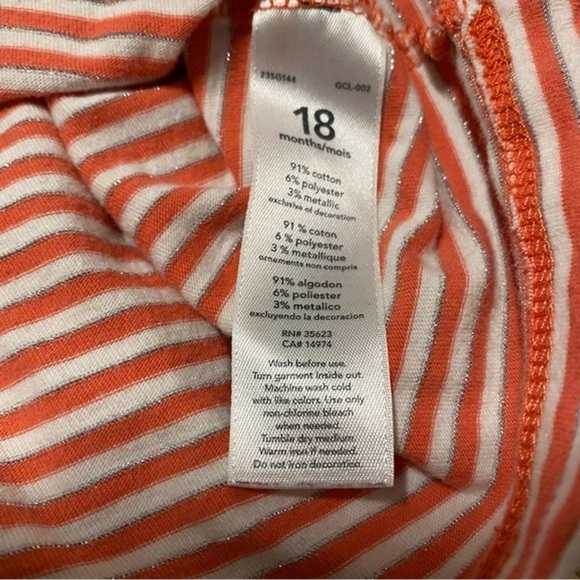 235G144 GCL-002
18
months/mois
91% cotton
6% polyester
3% metallic
exclusive of decoration
91 % coton
6 % polyester
3 % metallique
ornements non compris
91% algodon
6% poliester
3% metalico
excluyendo la decoracion
RN# 35623
CA# 14974
Wash before use.
Turn garment inside out.
Machine wash cold
with like colors. Use only
non-chlorine bleach
when needed.
Tumble dry medium.
Warm iron if needed.
Do not iron decoration.